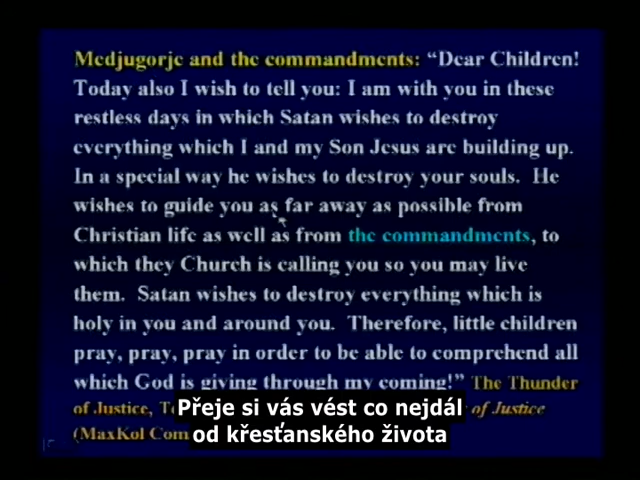 Medjugorje and the commandments: “Dear Children!
Today also I wish to tell you: I am with you in these
restless days in which Satan wishes to destroy
everything which I and my Son Jesus are building up.
In a special way he wishes to destroy your souls. He
wishes to guide you as far away as possible from
Christian life as well as from the commandments, to
which they Church is calling you so you may live
them. Satan wishes to destroy everything which is
holy in you and around you. Therefore, little children
pray, pray, pray in order to be able to comprehend all
which God is giving through my coming!” The Thunder
of Justice, of Justice
(MaxKol
Přeje si vás vést co nejdál
od křesťanského života